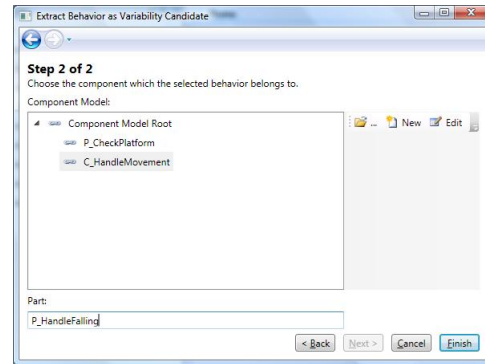 Extract Behavior as Variability Candidate
Step 2 of 2
Choose the component which the selected behavior belongs to.
Component Model:
Component Model Root
... New Edit
P_CheckPlatform
C_HandleMovement
Part:
P_HandleFalling
< Back Next > Cancel Finish